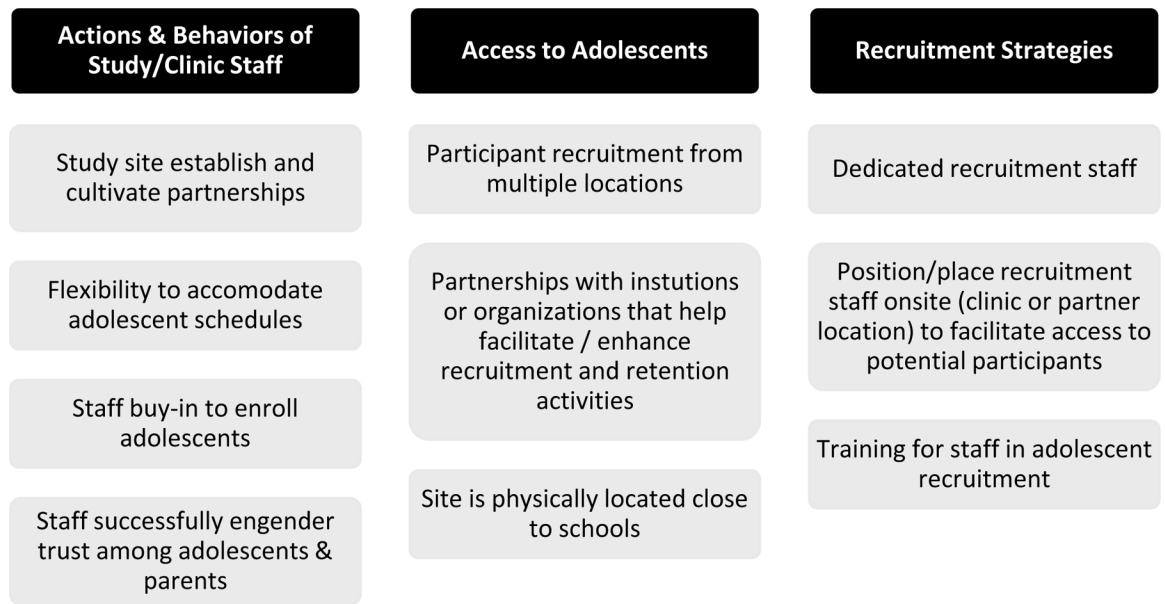 Actions & Behaviors of
Study/Clinic Staff
Study site establish and
cultivate partnerships
Flexibility to accomodate
adolescent schedules
Staff buy-in to enroll
adolescents
Staff successfully engender
trust among adolescents &
parents
Access to Adolescents
Participant recruitment from
multiple locations
Partnerships with instutions
or organizations that help
facilitate / enhance
recruitment and retention
activities
Site is physically located close
to schools
Recruitment Strategies
Dedicated recruitment staff
Position/place recruitment
staff onsite (clinic or partner
location) to facilitate access to
potential participants
Training for staff in adolescent
recruitment